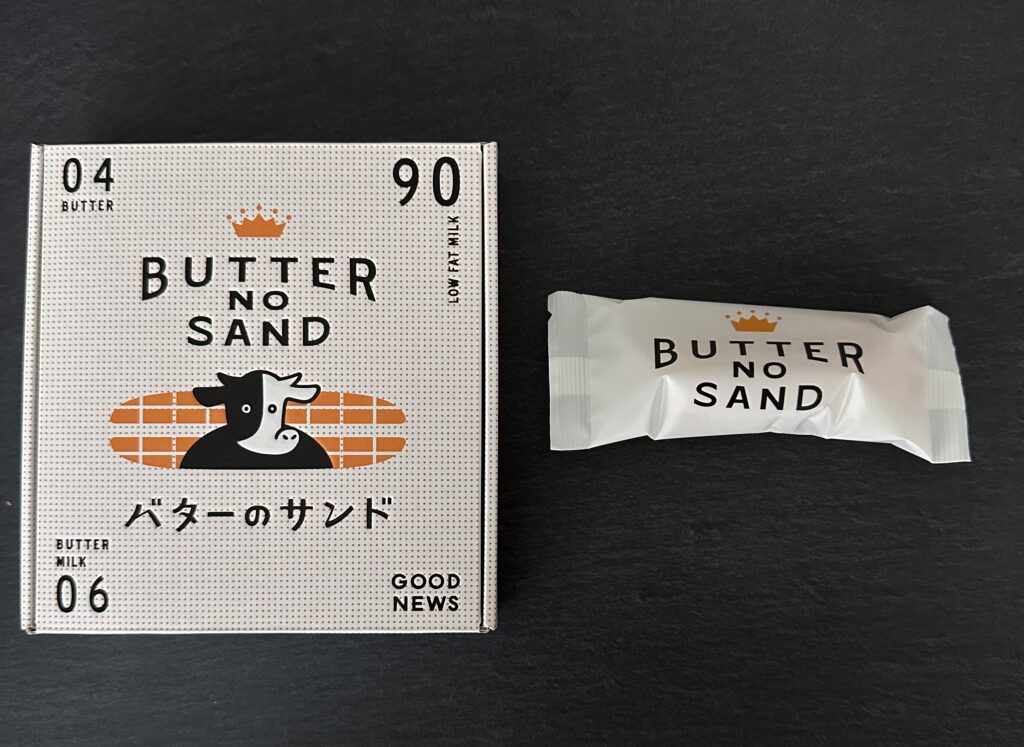 04
BUTTER
90
LOW FAT MILK
BUTTER
NO
SAND
バターのサンド
BUTTER
MILK
06
GOOD
NEWS
BUTTER
NO
SAND